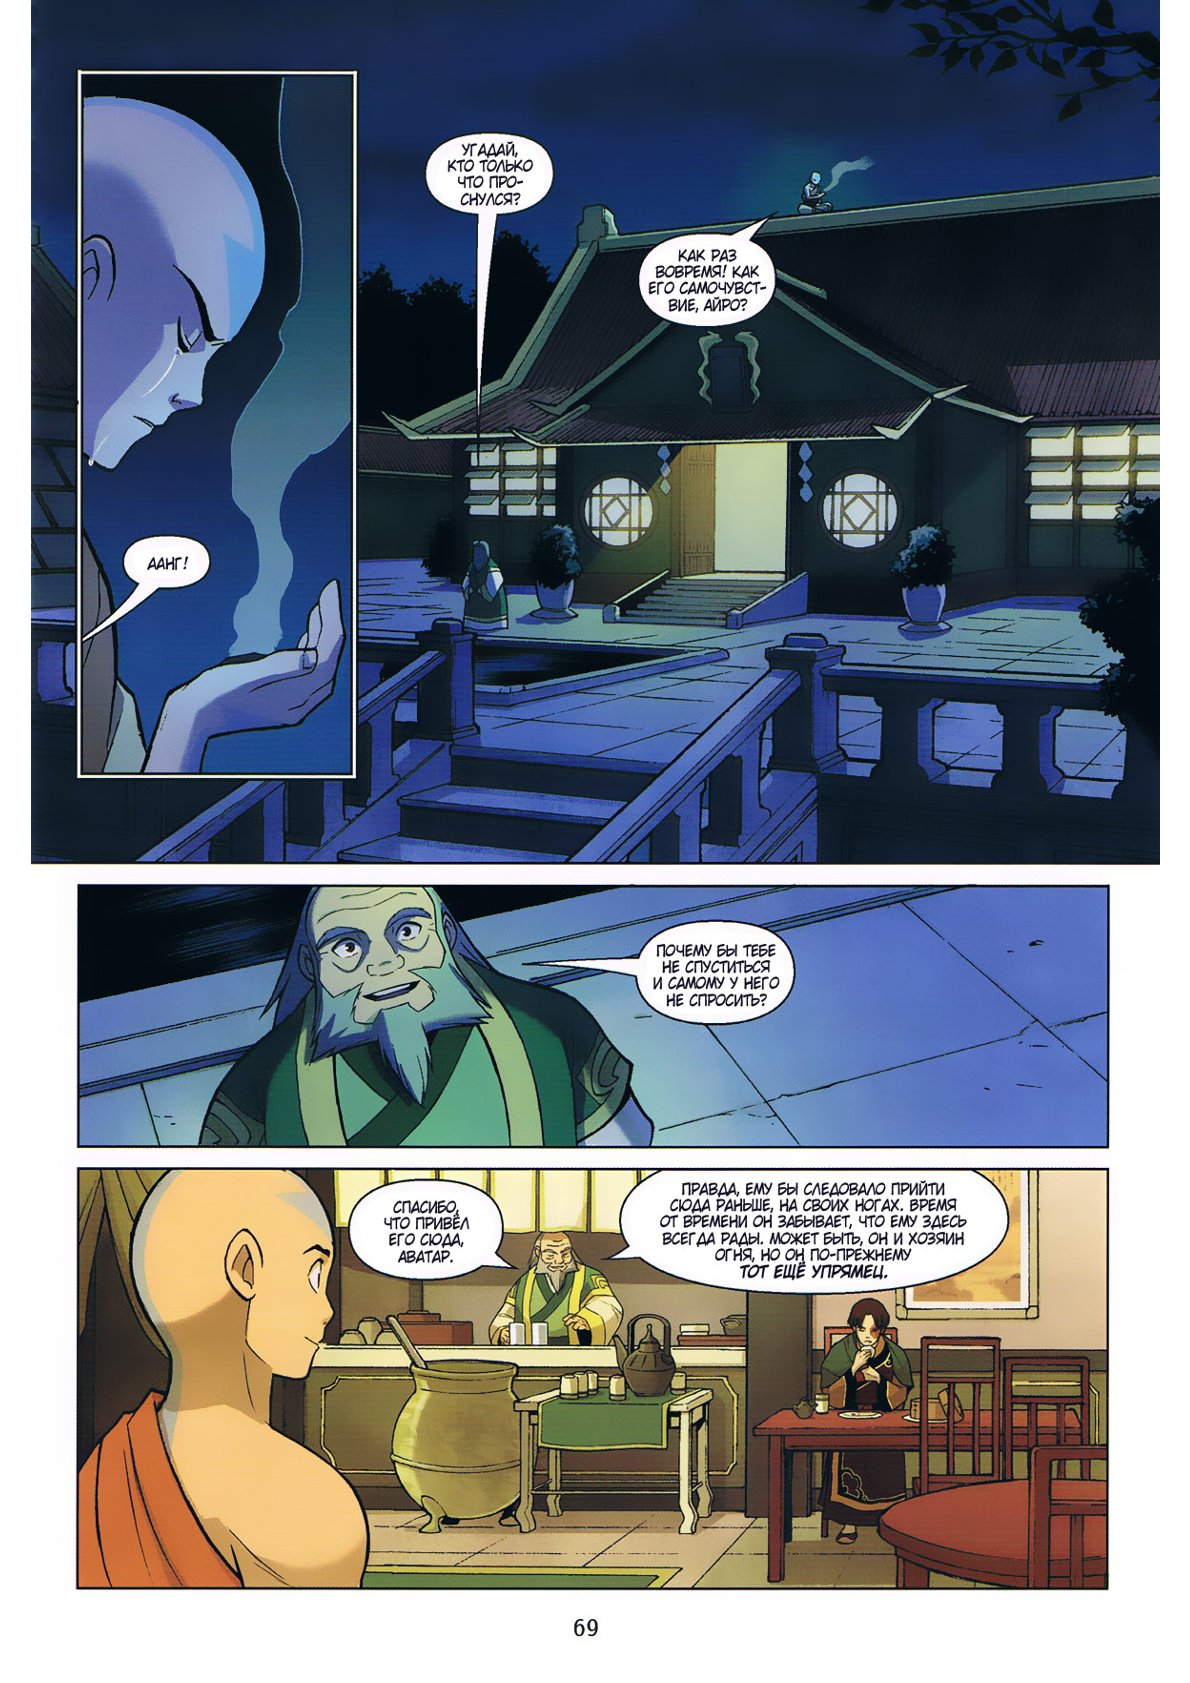 ААНГ!
УГАДАЙ,
КТО ТОЛЬКО
ЧТО ПРО-
СНУЛСЯ?
КАК РАЗ
ВОВРЕМЯ! КАК
ЕГО САМОЧУВСТ-
ВИЕ, АЙРО?
ПОЧЕМУ БЫ ТЕБЕ
НЕ СПУСТИТЬСЯ
И САМОМУ У НЕГО
НЕ СПРОСИТЬ?
СПАСИБО,
ЧТО ПРИВЁЛ
ЕГО СЮДА,
АВАТАР.
ПРАВДА, ЕМУ БЫ СЛЕДОВАЛО ПРИЙТИ
СЮДА РАНЬШЕ, НА СВОИХ НОГАХ. ВРЕМЯ
ОТ ВРЕМЕНИ ОН ЗАБЫВАЕТ, ЧТО ЕМУ ЗДЕСЬ
ВСЕГДА РАДЫ. МОЖЕТ БЫТЬ, ОН И ХОЗЯИН
ОГНЯ, НО ОН ПО-ПРЕЖНЕМУ
ТОТ ЕЩЁ УПРЯМЕЦ.
69